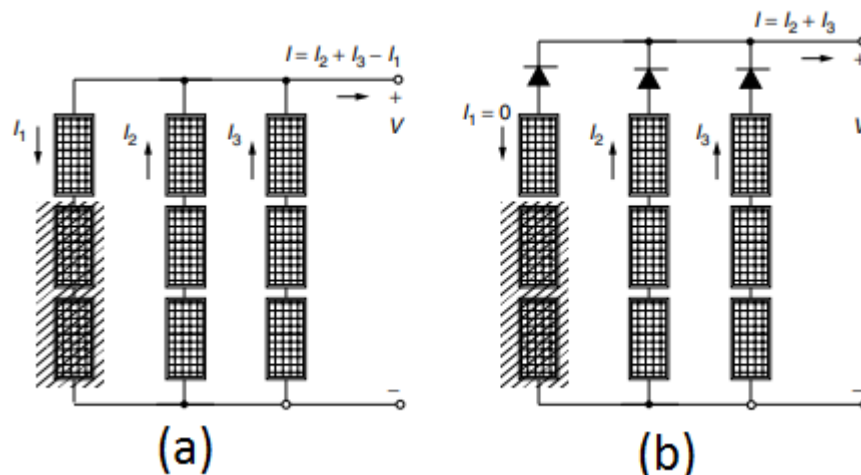 I = I₂ + I₃ – I₁
+
V
I₁
I₂
I₃
–
(a)
I = I₂ + I₃
+
V
I₁ = 0
I₂
I₃
–
(b)